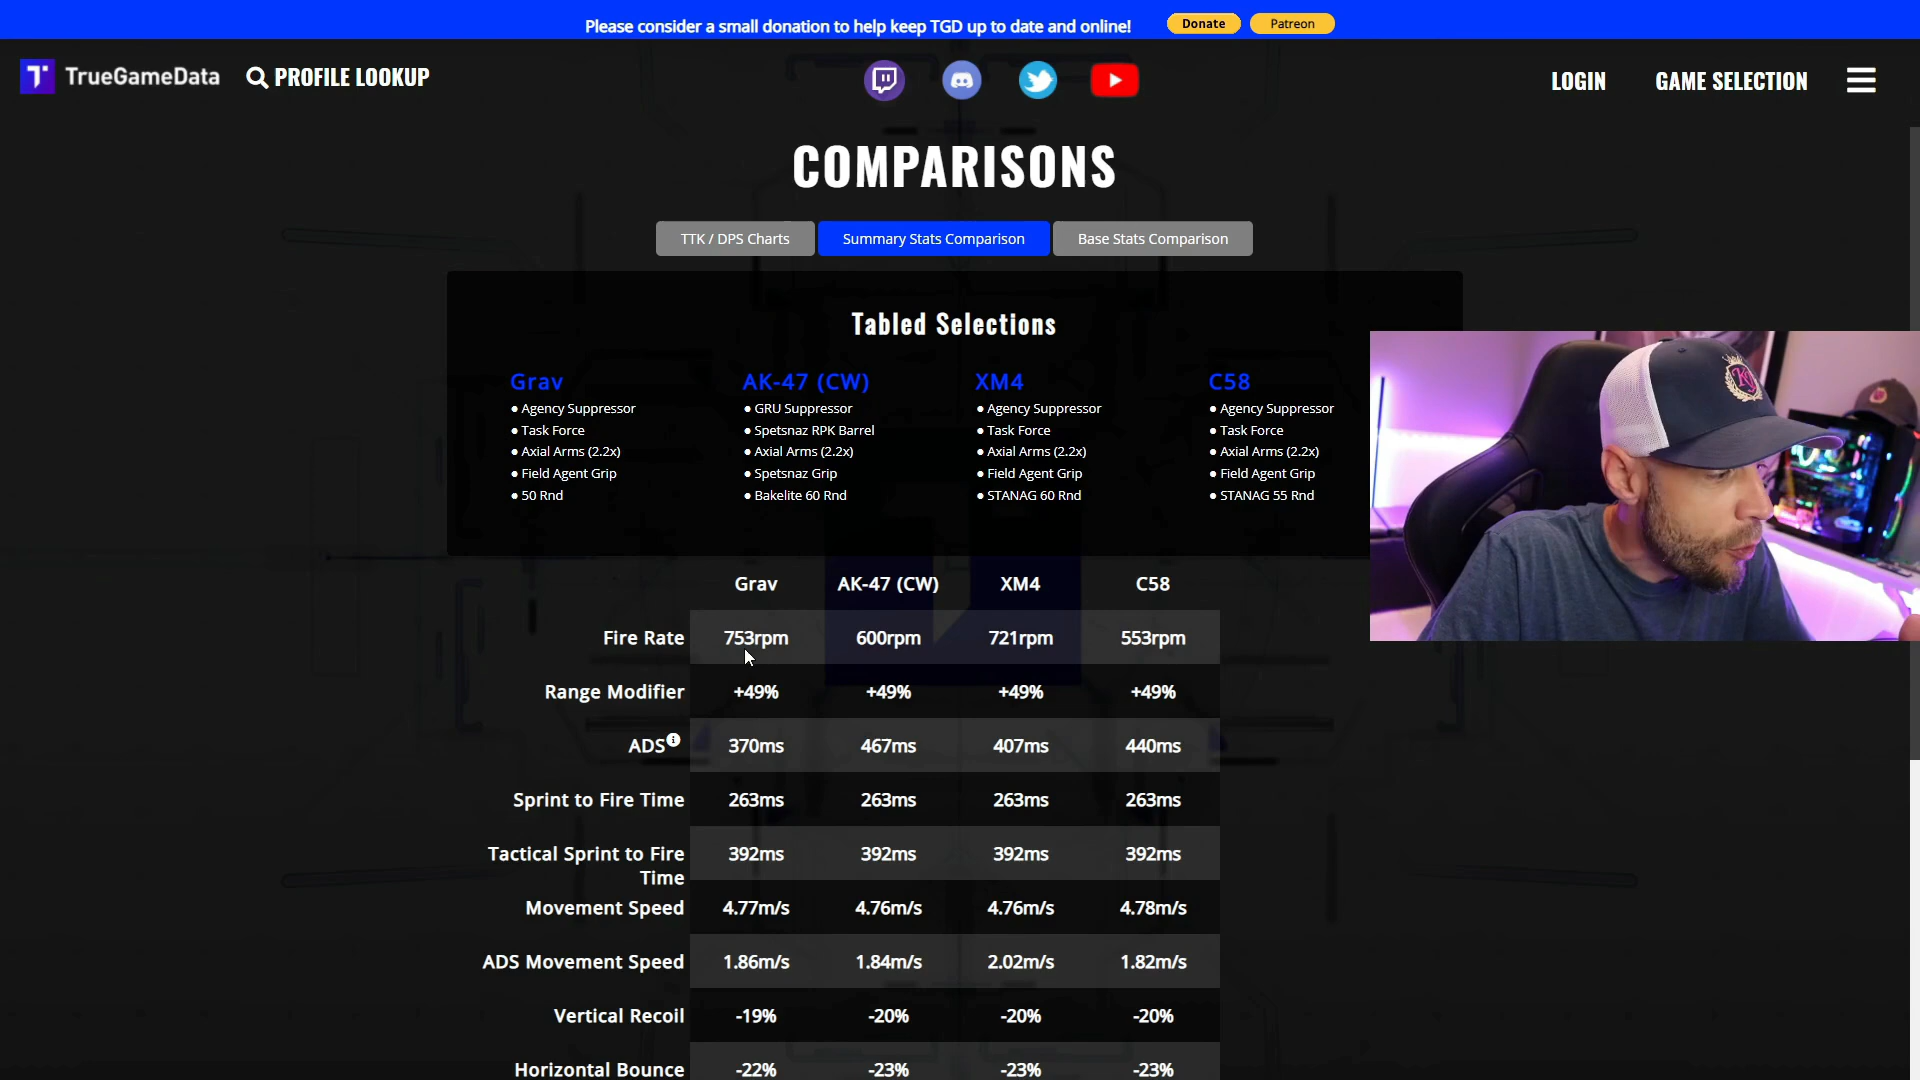 Please consider a small donation to help keep TGD up to date and online!
Donate
Patreon
TrueGameData
PROFILE LOOKUP
LOGIN
GAME SELECTION
COMPARISONS
TTK / DPS Charts
Summary Stats Comparison
Base Stats Comparison
Tabled Selections
Grav
• Agency Suppressor
• Task Force
• Axial Arms (2.2x)
• Field Agent Grip
• 50 Rnd
AK-47 (CW)
• GRU Suppressor
• Spetsnaz RPK Barrel
• Axial Arms (2.2x)
• Spetsnaz Grip
• Bakelite 60 Rnd
XM4
• Agency Suppressor
• Task Force
• Axial Arms (2.2x)
• Field Agent Grip
• STANAG 60 Rnd
C58
• Agency Suppressor
• Task Force
• Axial Arms (2.2x)
• Field Agent Grip
• STANAG 55 Rnd
Grav AK-47 (CW) XM4 C58
Fire Rate 753rpm 600rpm 721rpm 553rpm
Range Modifier +49% +49% +49% +49%
ADS 370ms 467ms 407ms 440ms
Sprint to Fire Time 263ms 263ms 263ms 263ms
Tactical Sprint to Fire 392ms 392ms 392ms 392ms
Time
Movement Speed 4.77m/s 4.76m/s 4.76m/s 4.78m/s
ADS Movement Speed 1.86m/s 1.84m/s 2.02m/s 1.82m/s
Vertical Recoil -19% -20% -20% -20%
Horizontal Bounce -22% -23% -23% -23%